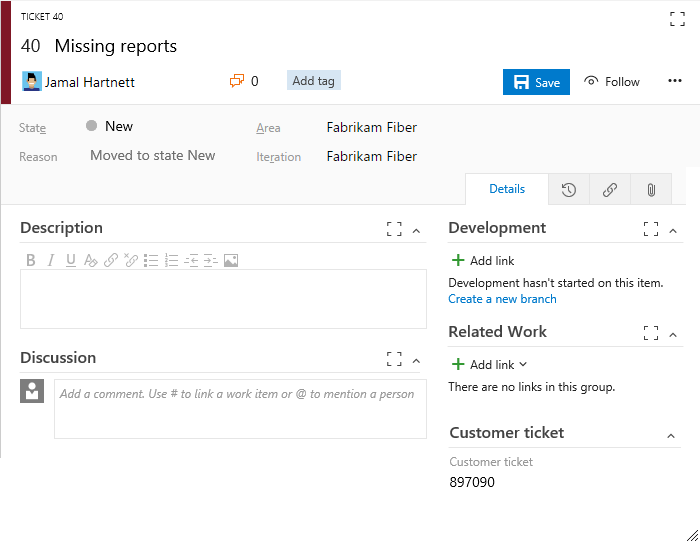 TICKET 40
40 Missing reports
Jamal Hartnett 0 Add tag Save Follow ...
State New Area Fabrikam Fiber
Reason Moved to state New Iteration Fabrikam Fiber
Details
Description
B I U
Discussion
Add a comment. Use # to link a work item or @ to mention a person
Development
Add link
Development hasn't started on this item.
Create a new branch
Related Work
Add link
There are no links in this group.
Customer ticket
Customer ticket
897090